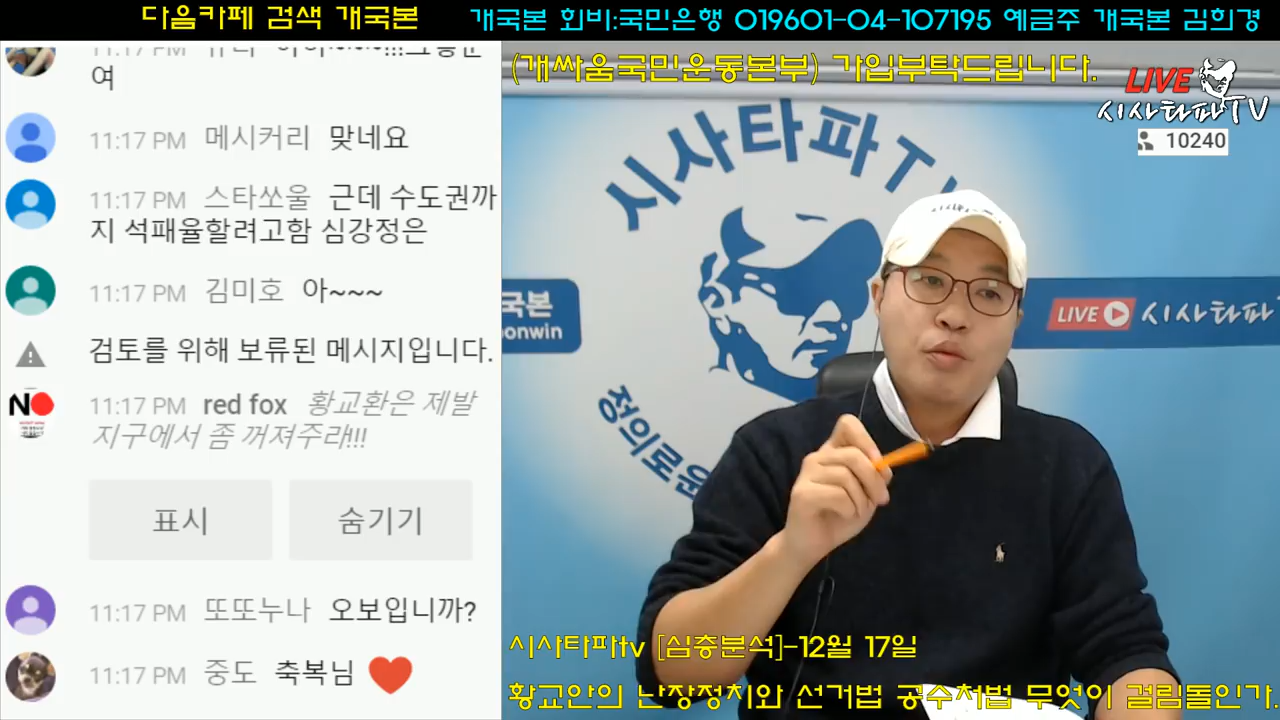 다음카페 검색 개국본
개국본 회비:국민은행 019601-04-107195 예금주 개국본 김희경
(개싸움국민운동본부) 가입부탁드립니다.
LIVE
시사타파TV
10240
11:17 PM
여
11:17 PM 메시커리 맞네요
11:17 PM 스타쏘울 근데 수도권까
지 석패율할려고함 심강정은
11:17 PM 김미호 아~~~
검토를 위해 보류된 메시지입니다.
NO
11:17 PM red fox 황교환은 제발
지구에서 좀 꺼져주라!!!
표시
숨기기
11:17 PM 또또누나 오보입니까?
11:17 PM 중도 축복님 ❤️
시사타파T
정의로운
국본
onwin
LIVE 시사타파
시사타파tv [심층분석]-12월 17일
황교안의 난장정치와 선거법 공수처법 무엇이 걸림돌인가.